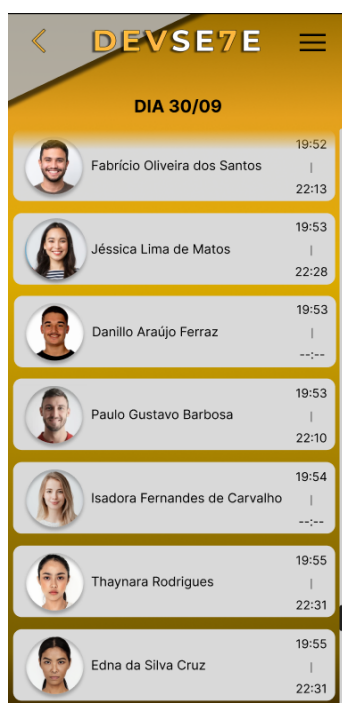 DEVSE7E
DIA 30/09
19:52
Fabrício Oliveira dos Santos
|
22:13
19:53
Jéssica Lima de Matos
|
22:28
19:53
Danillo Araújo Ferraz
|
--:--
19:53
Paulo Gustavo Barbosa
|
22:10
19:54
Isadora Fernandes de Carvalho
|
--:--
19:55
Thaynara Rodrigues
|
22:31
19:55
Edna da Silva Cruz
|
22:31